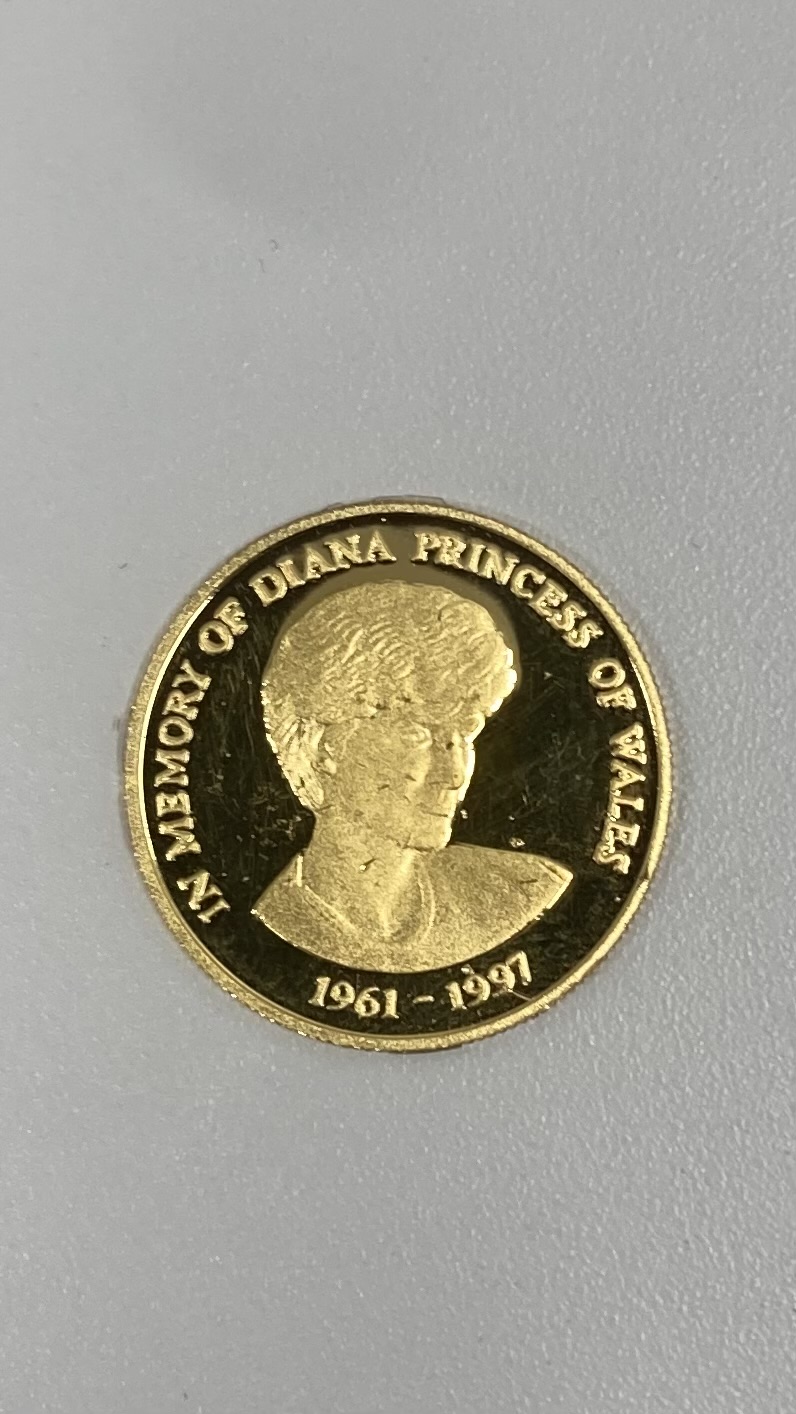 IN MEMORY OF DIANA PRINCESS OF WALES
1961 - 1997